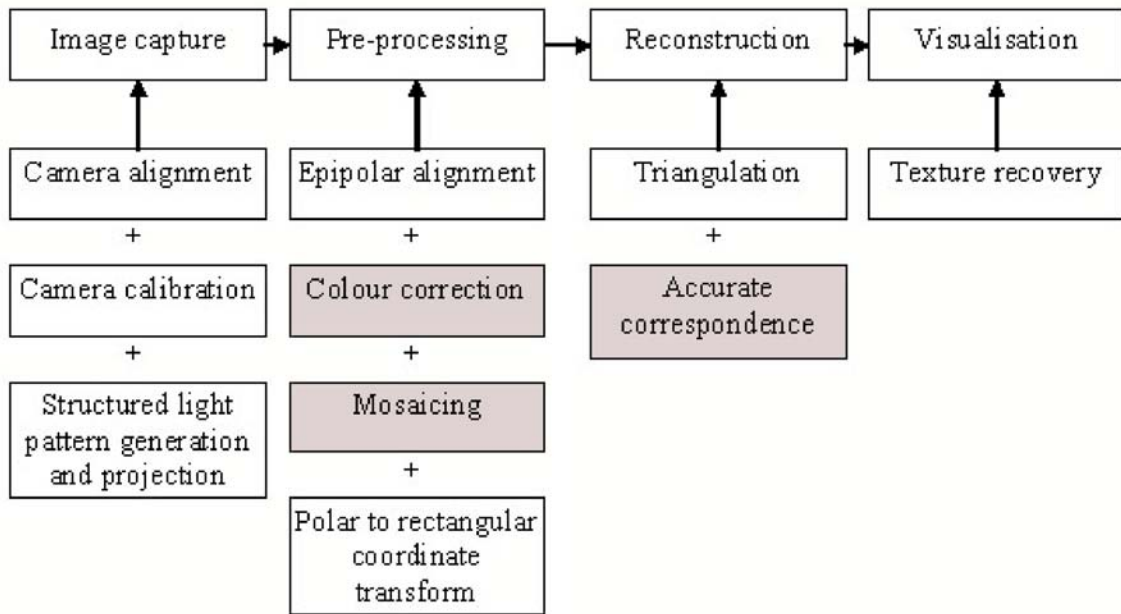 Image capture
Pre-processing
Reconstruction
Visualisation
Camera alignment
Epipolar alignment
Triangulation
Texture recovery
+
+
+
Camera calibration
Colour correction
Accurate
correspondence
+
+
Structured light
pattern generation
and projection
Mosaicing
+
Polar to rectangular
coordinate
transform